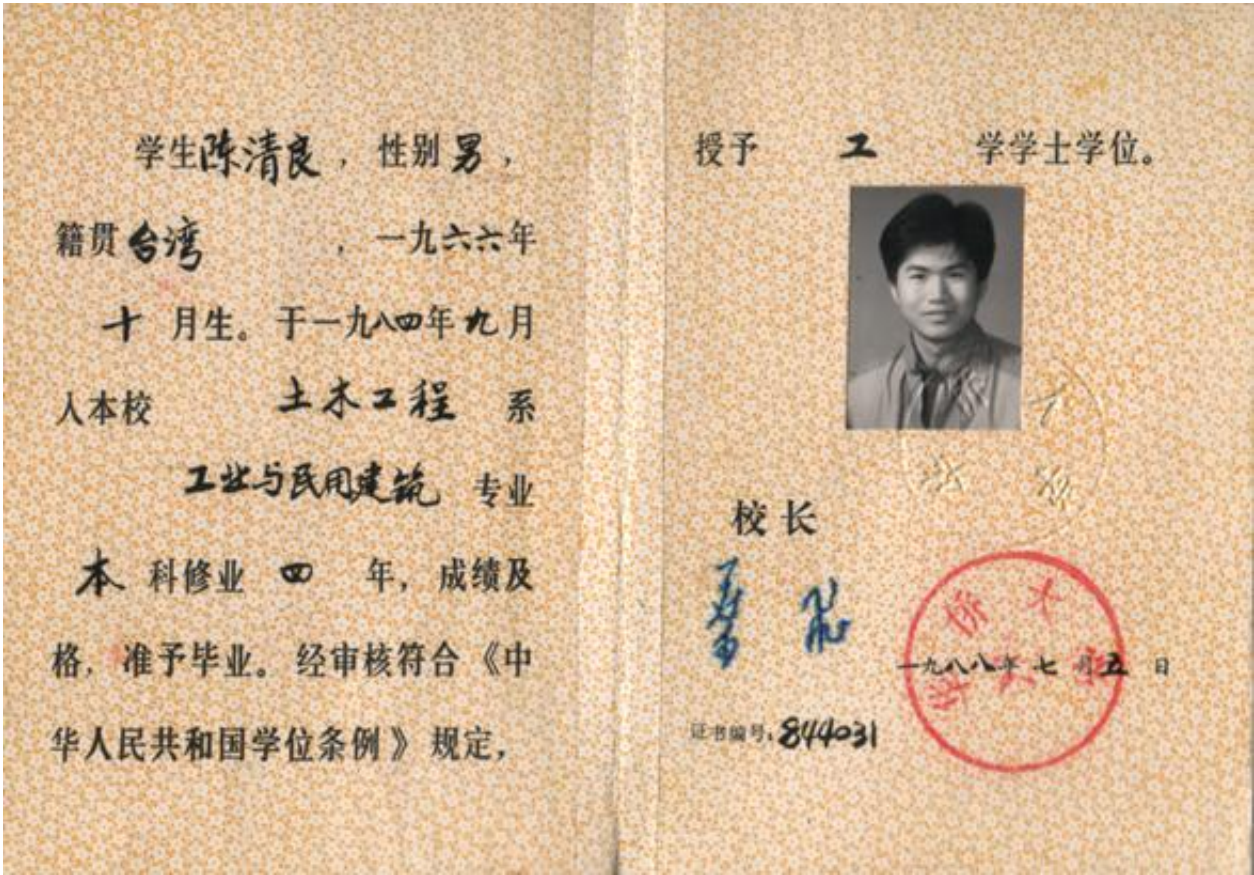 学生陈清良，性别男，
籍贯台湾，一九六六年
十月生。于一九八四年九月
入本校 土木工程 系
工业与民用建筑 专业
本科修业 四 年，成绩及
格，准予毕业。经审核符合《中
华人民共和国学位条例》规定，
授予 工 学学士学位。
校长
一九八八年七月五日
证书编号：844031